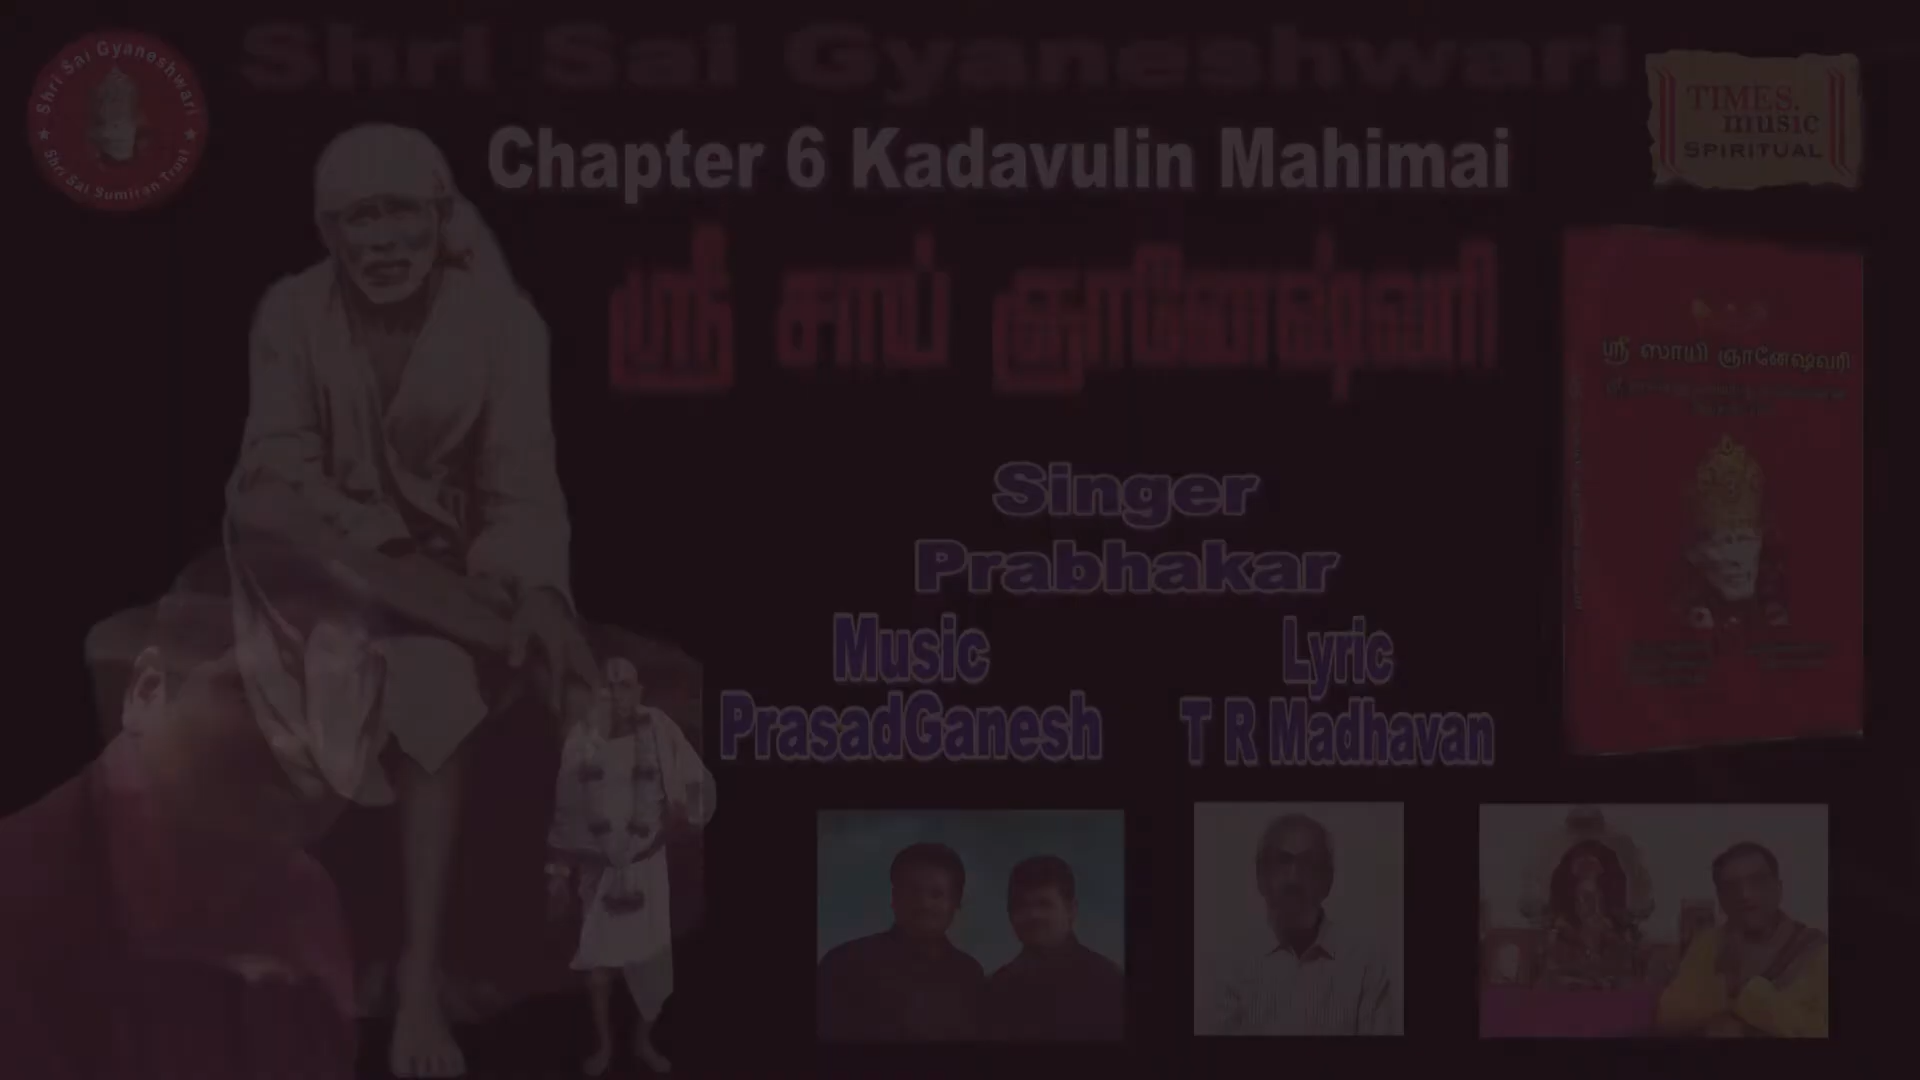 Shri Sai Gyaneshwari
Shri Sai Gyaneshwari
Shri Sai Sumiran Trust
TIMES.
music
SPIRITUAL
Chapter 6 Kadavulin Mahimai
ஸ்ரீ சாய் ஞானேஷ்வரி
ஸ்ரீ ஸாயி ஞானேஷவரி
Singer
Prabhakar
Music
Lyric
PrasadGanesh
T R Madhavan